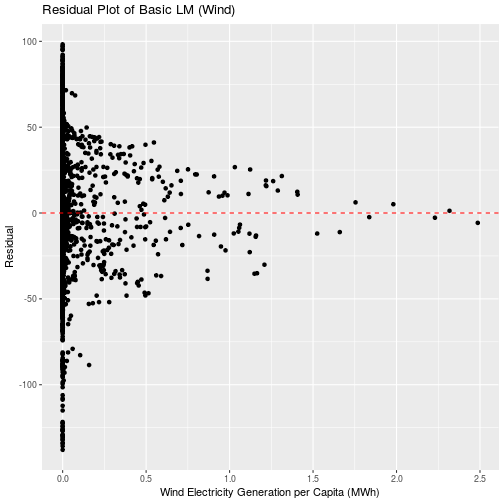 Residual Plot of Basic LM (Wind)
100
50
0
-50
-100
Residual
0.0 0.5 1.0 1.5 2.0 2.5
Wind Electricity Generation per Capita (MWh)